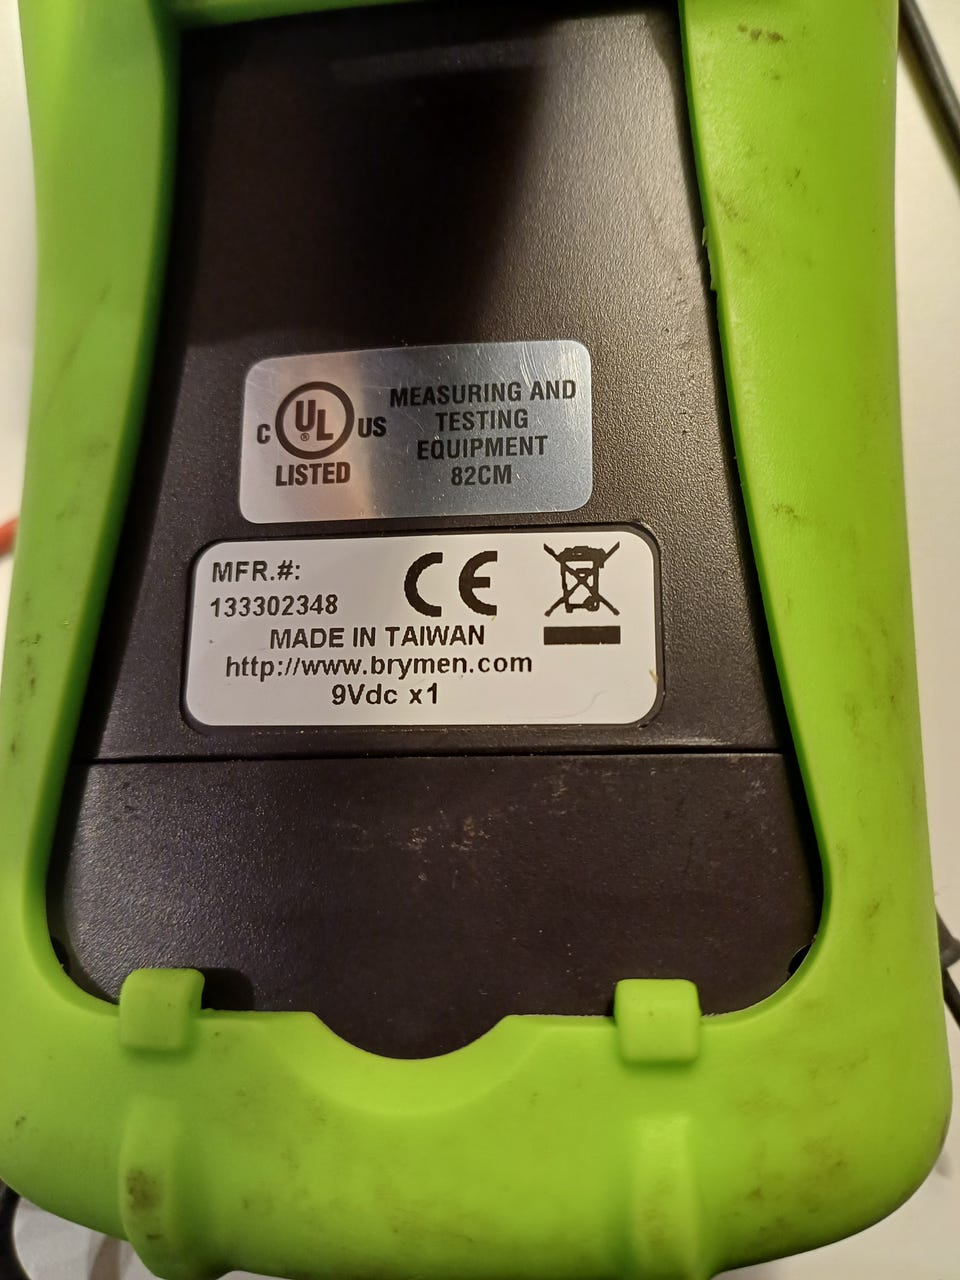 C UL ® US
LISTED
MEASURING AND
TESTING
EQUIPMENT
82CM
MFR.#:
133302348
CE
MADE IN TAIWAN
http://www.brymen.com
9Vdc x1